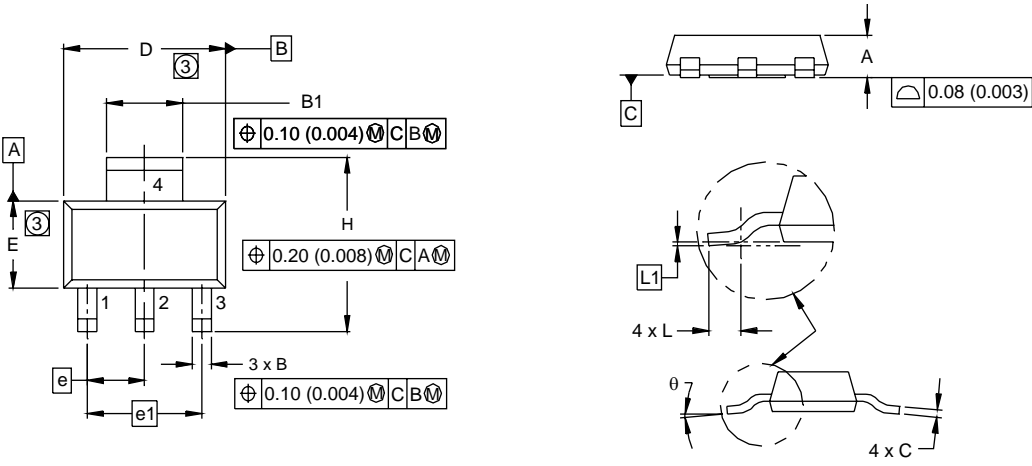 D
B
3
B1
⌖ 0.10 (0.004) Ⓜ C B Ⓜ
A
4
E
3
H
⌖ 0.20 (0.008) Ⓜ C A Ⓜ
1 2 3
3 x B
e
⌖ 0.10 (0.004) Ⓜ C B Ⓜ
e1
A
C
⌓ 0.08 (0.003)
L1
4 x L
θ
4 x C